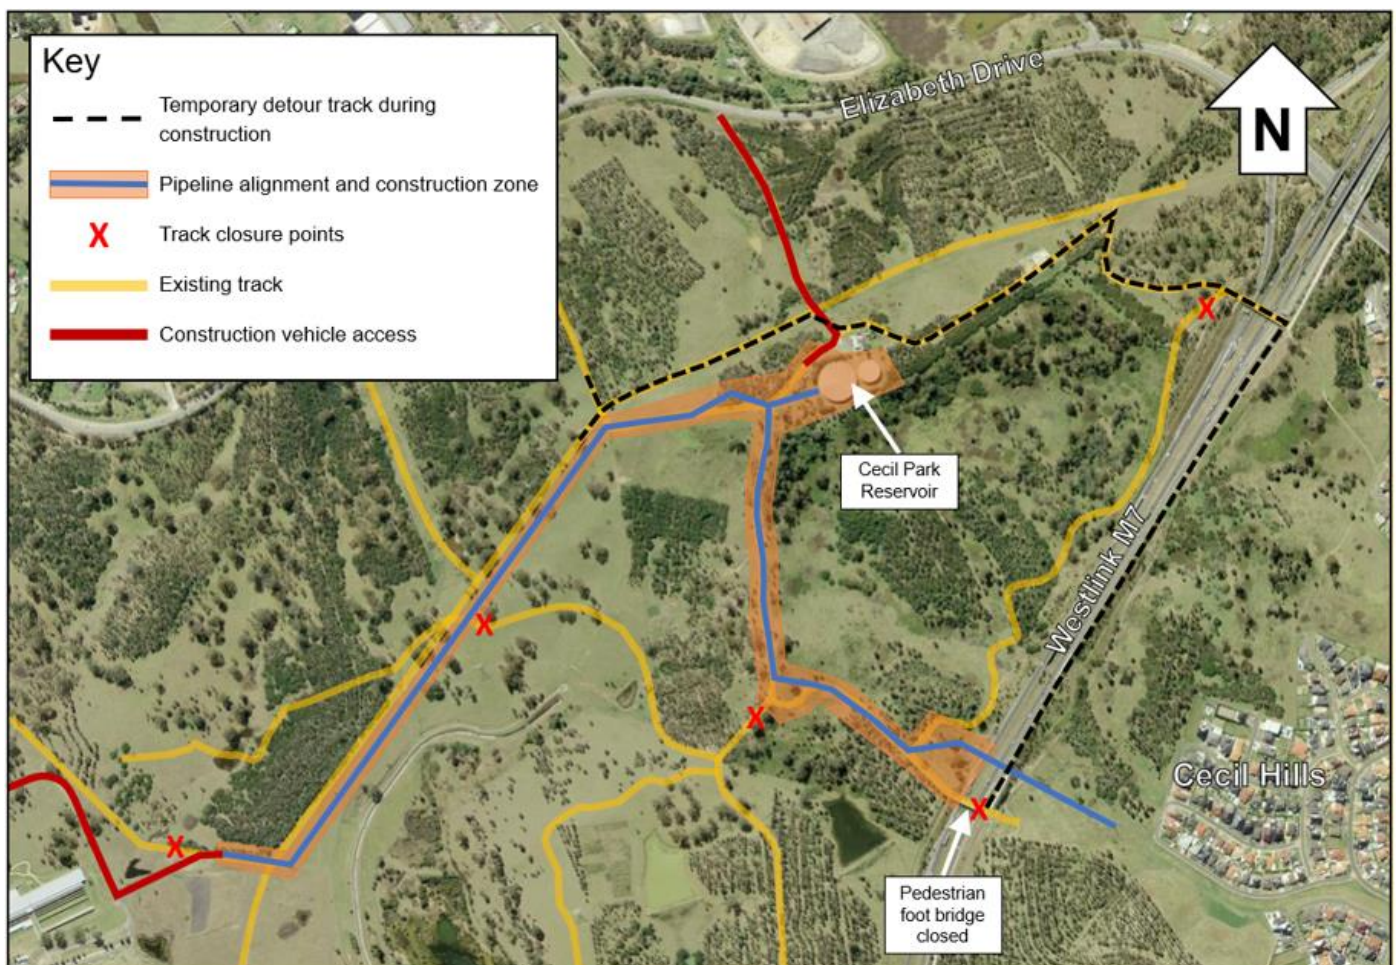 Key
Temporary detour track during
construction
Pipeline alignment and construction zone
X
Track closure points
Existing track
Construction vehicle access
Elizabeth Drive
N
X
Cecil Park
Reservoir
Westlink M7
X
X
Cecil Hills
X
X
Pedestrian
foot bridge
closed